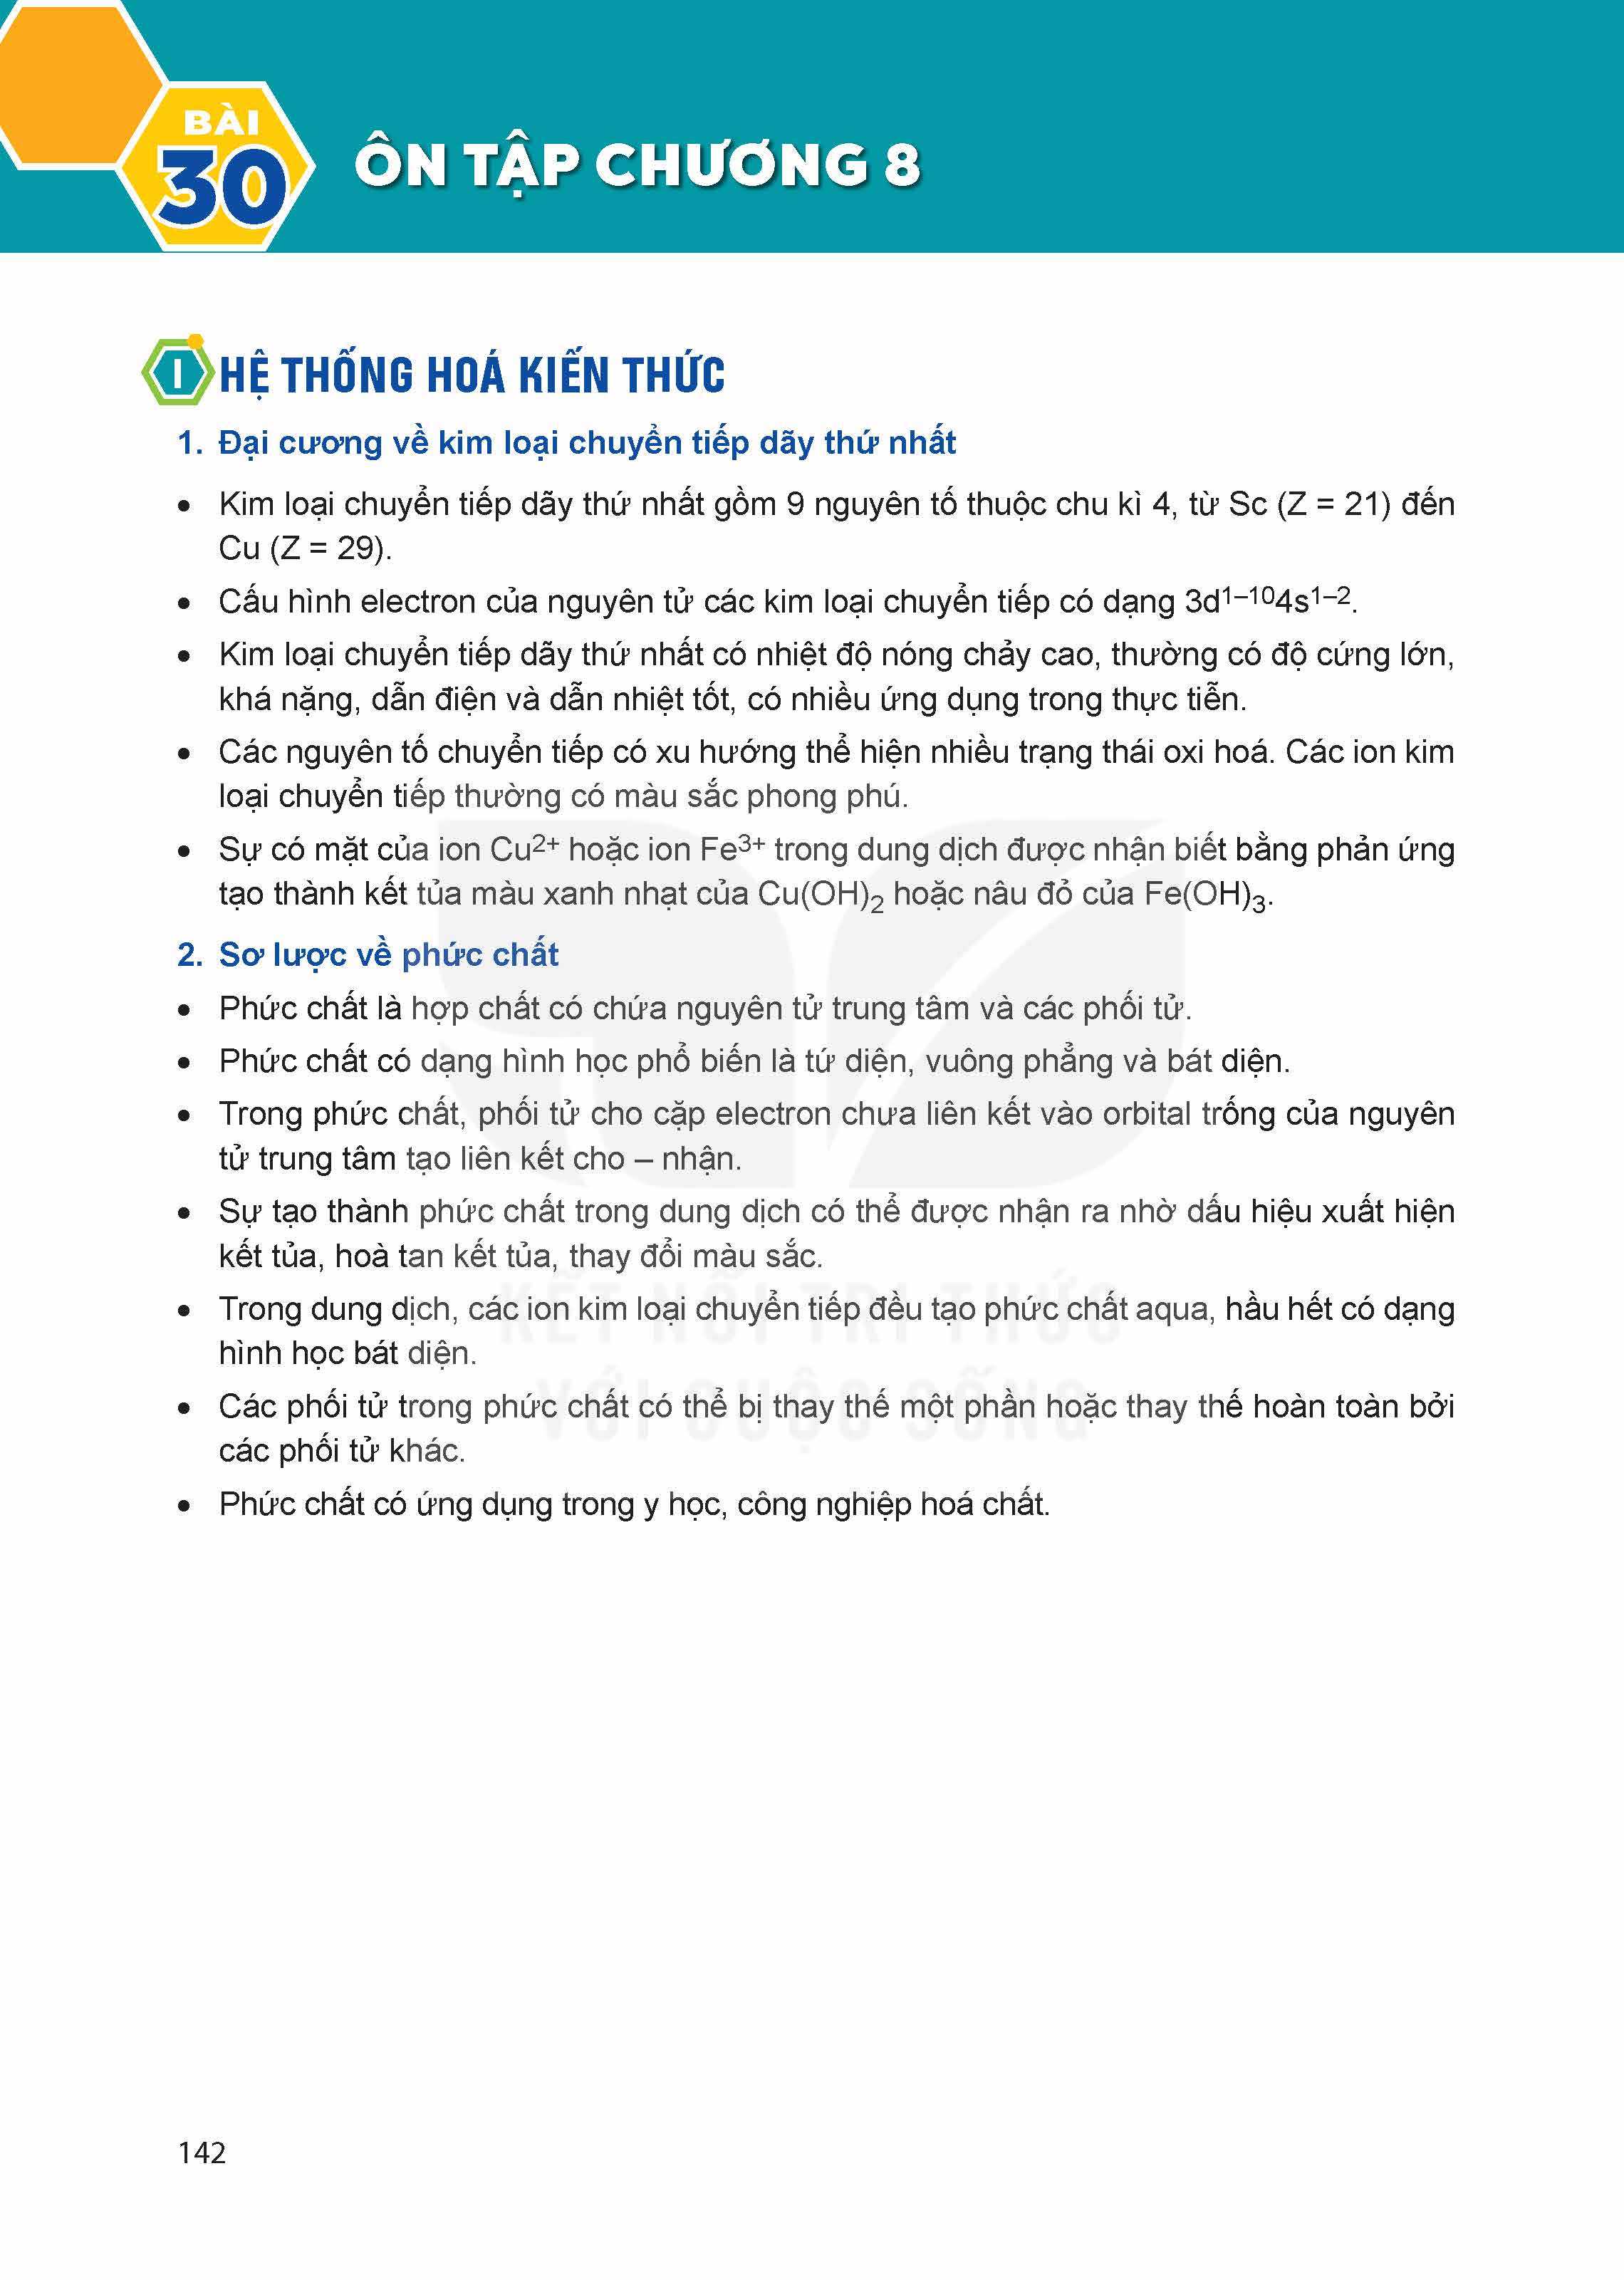 BÀI
30
ÔN TẬP CHƯƠNG 8
I HỆ THỐNG HOÁ KIẾN THỨC
1. Đại cương về kim loại chuyển tiếp dãy thứ nhất
• Kim loại chuyển tiếp dãy thứ nhất gồm 9 nguyên tố thuộc chu kì 4, từ Sc (Z = 21) đến
Cu (Z = 29).
• Cấu hình electron của nguyên tử các kim loại chuyển tiếp có dạng 3d¹⁻¹⁰4s¹⁻².
• Kim loại chuyển tiếp dãy thứ nhất có nhiệt độ nóng chảy cao, thường có độ cứng lớn,
khá nặng, dẫn điện và dẫn nhiệt tốt, có nhiều ứng dụng trong thực tiễn.
• Các nguyên tố chuyển tiếp có xu hướng thể hiện nhiều trạng thái oxi hoá. Các ion kim
loại chuyển tiếp thường có màu sắc phong phú.
• Sự có mặt của ion Cu²⁺ hoặc ion Fe³⁺ trong dung dịch được nhận biết bằng phản ứng
tạo thành kết tủa màu xanh nhạt của Cu(OH)₂ hoặc nâu đỏ của Fe(OH)₃.
2. Sơ lược về phức chất
• Phức chất là hợp chất có chứa nguyên tử trung tâm và các phối tử.
• Phức chất có dạng hình học phổ biến là tứ diện, vuông phẳng và bát diện.
• Trong phức chất, phối tử cho cặp electron chưa liên kết vào orbital trống của nguyên
tử trung tâm tạo liên kết cho – nhận.
• Sự tạo thành phức chất trong dung dịch có thể được nhận ra nhờ dấu hiệu xuất hiện
kết tủa, hoà tan kết tủa, thay đổi màu sắc.
KẾT NỐI TRI THỨC
• Trong dung dịch, các ion kim loại chuyển tiếp đều tạo phức chất aqua, hầu hết có dạng
hình học bát diện.
VỚI CUỘC SỐNG
• Các phối tử trong phức chất có thể bị thay thế một phần hoặc thay thế hoàn toàn bởi
các phối tử khác.
• Phức chất có ứng dụng trong y học, công nghiệp hoá chất.
142